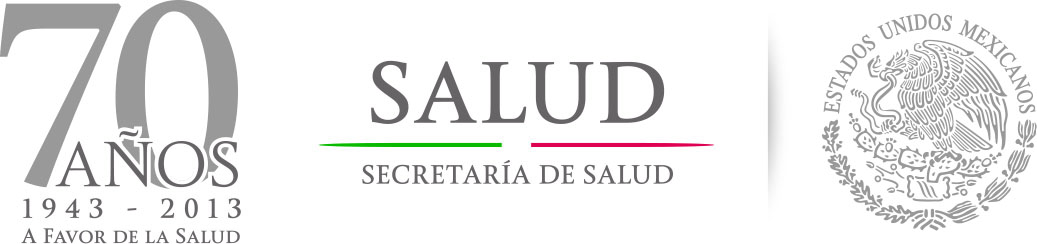 70
AÑOS
1943 - 2013
A FAVOR DE LA SALUD
SALUD
SECRETARÍA DE SALUD
ESTADOS UNIDOS MEXICANOS